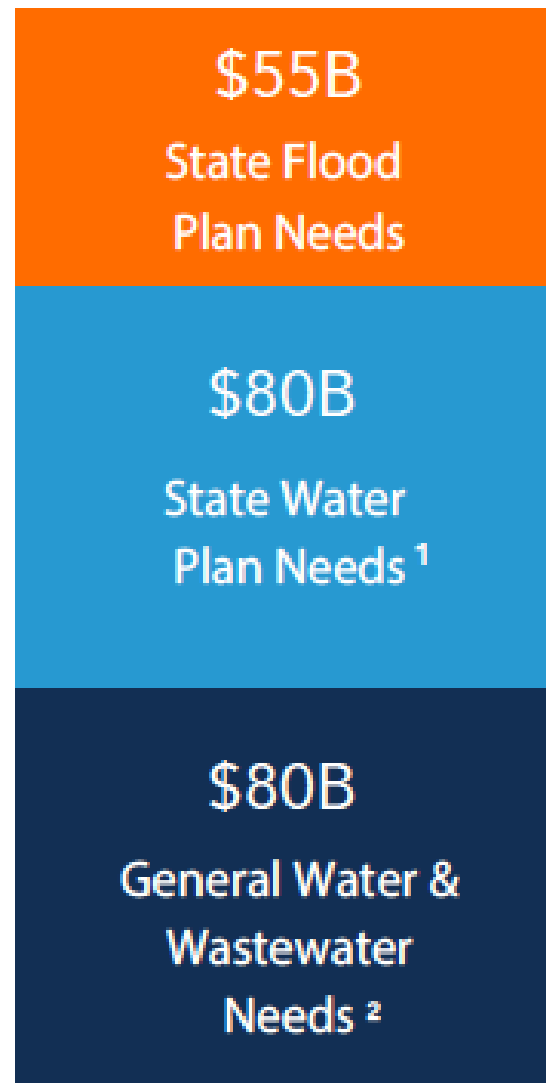 $55B
State Flood
Plan Needs
$80B
State Water
Plan Needs ¹
$80B
General Water &
Wastewater
Needs ²